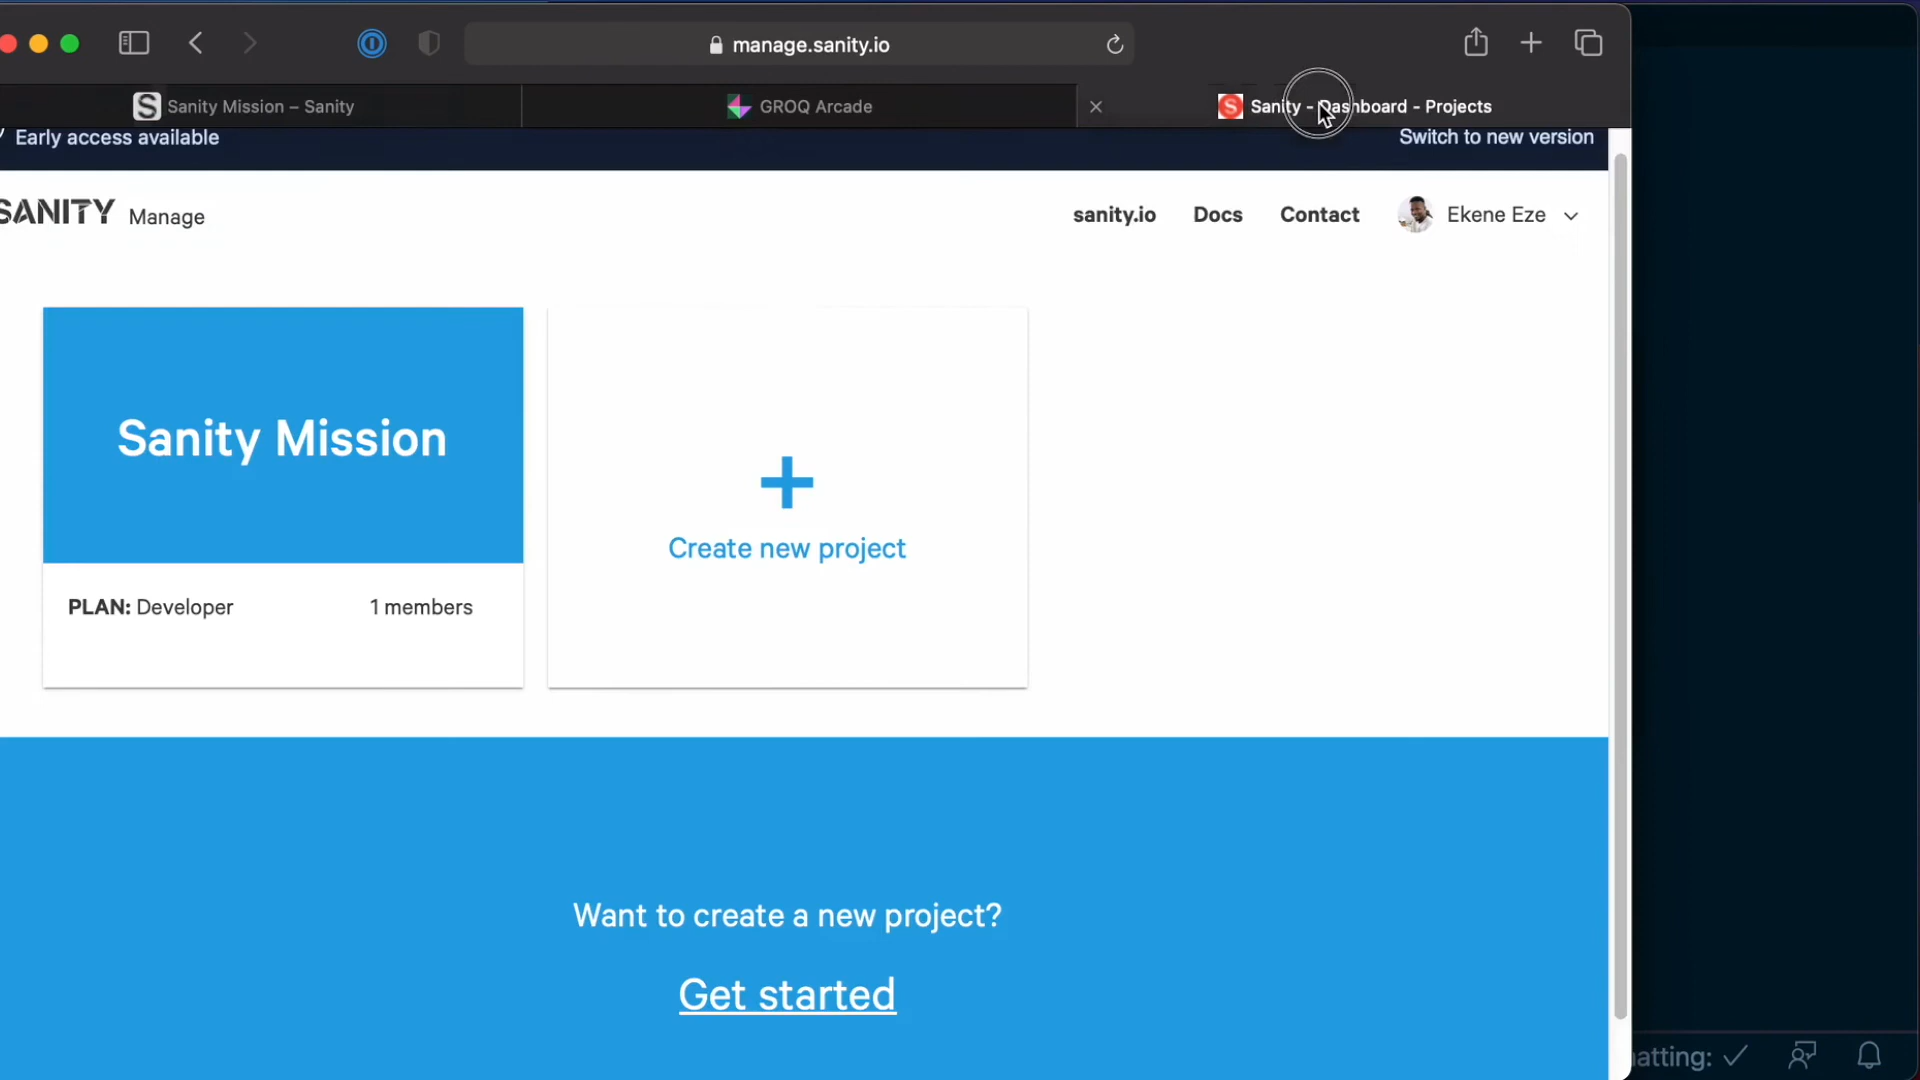 manage.sanity.io
Sanity Mission – Sanity
GROQ Arcade
Sanity - Dashboard - Projects
Early access available
Switch to new version
SANITY Manage
sanity.io
Docs
Contact
Ekene Eze
Sanity Mission
Create new project
PLAN: Developer
1 members
Want to create a new project?
Get started
atting: